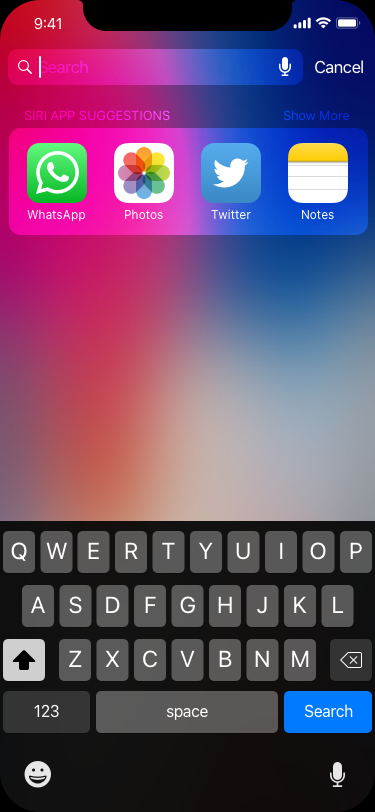 9:41
Search Cancel
SIRI APP SUGGESTIONS Show More
WhatsApp Photos Twitter Notes
Q W E R T Y U I O P
A S D F G H J K L
Z X C V B N M
123 space Search